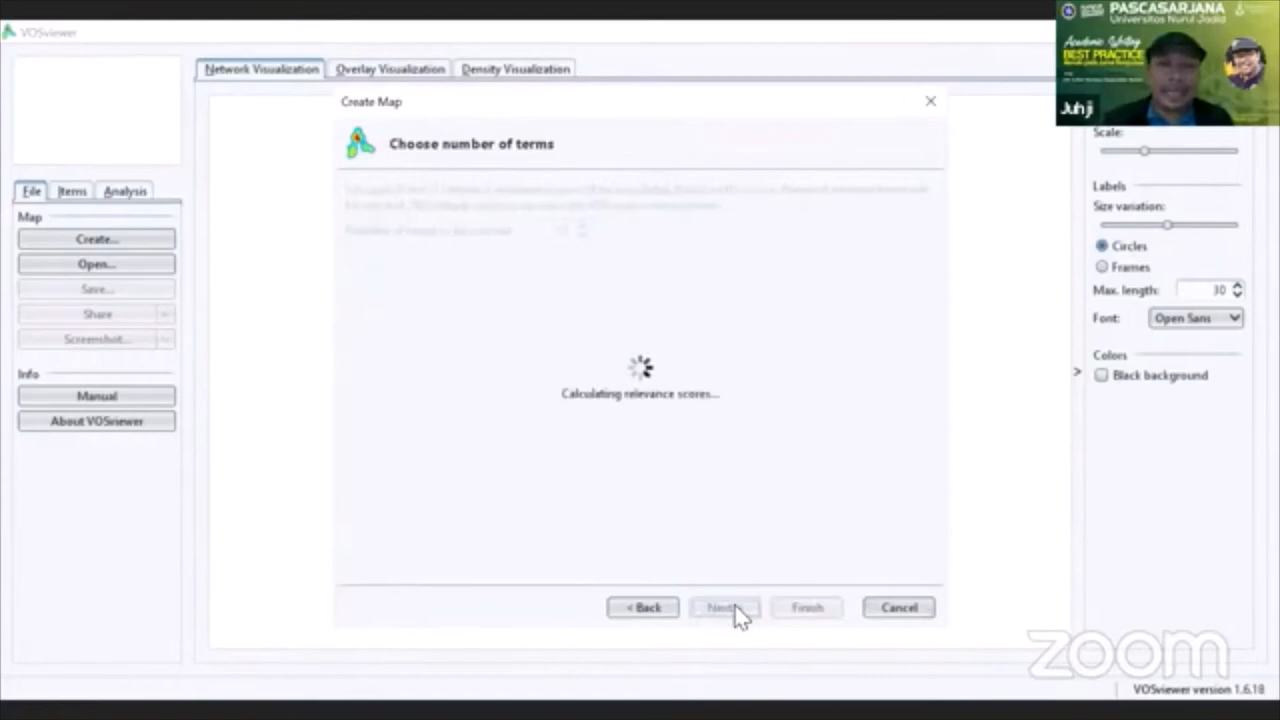 VOSviewer
PASCASARJANA
Universitas Nurul Jadid
Academic Writing
BEST PRACTICE
Juhji
Network Visualization
Overlay Visualization
Density Visualization
Create Map
Choose number of terms
Scale:
File
Items
Analysis
Map
Create...
Open...
Save...
Share
Screenshot...
Info
Manual
About VOSviewer
Labels
Size variation:
Circles
Frames
Max. length:
30
Font:
Open Sans
Colors
Black background
>
Calculating relevance scores...
< Back
Finish
Cancel
zoom
VOSviewer version 1.6.18